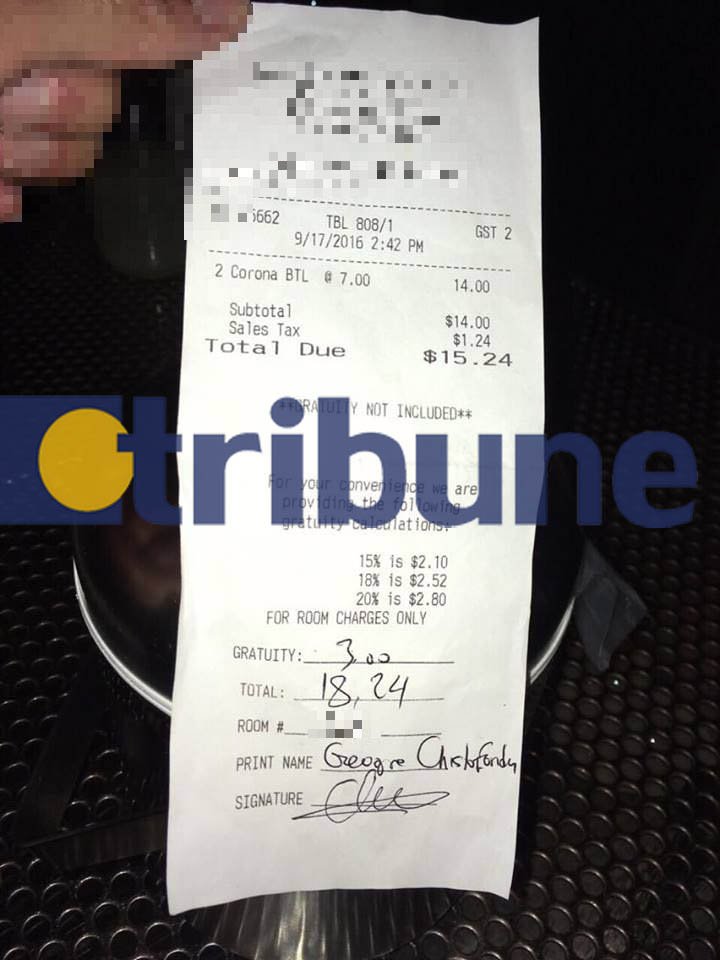 5662 TBL 808/1 GST 2
9/17/2016 2:42 PM
2 Corona BTL @ 7.00 14.00
Subtotal $14.00
Sales Tax $1.24
Total Due $15.24
**GRATUITY NOT INCLUDED**
tribune
For your convenience we are
providing the following
gratuity calculations:
15% is $2.10
18% is $2.52
20% is $2.80
FOR ROOM CHARGES ONLY
GRATUITY: 3.00
TOTAL: 18,24
ROOM #
PRINT NAME Geogre
SIGNATURE